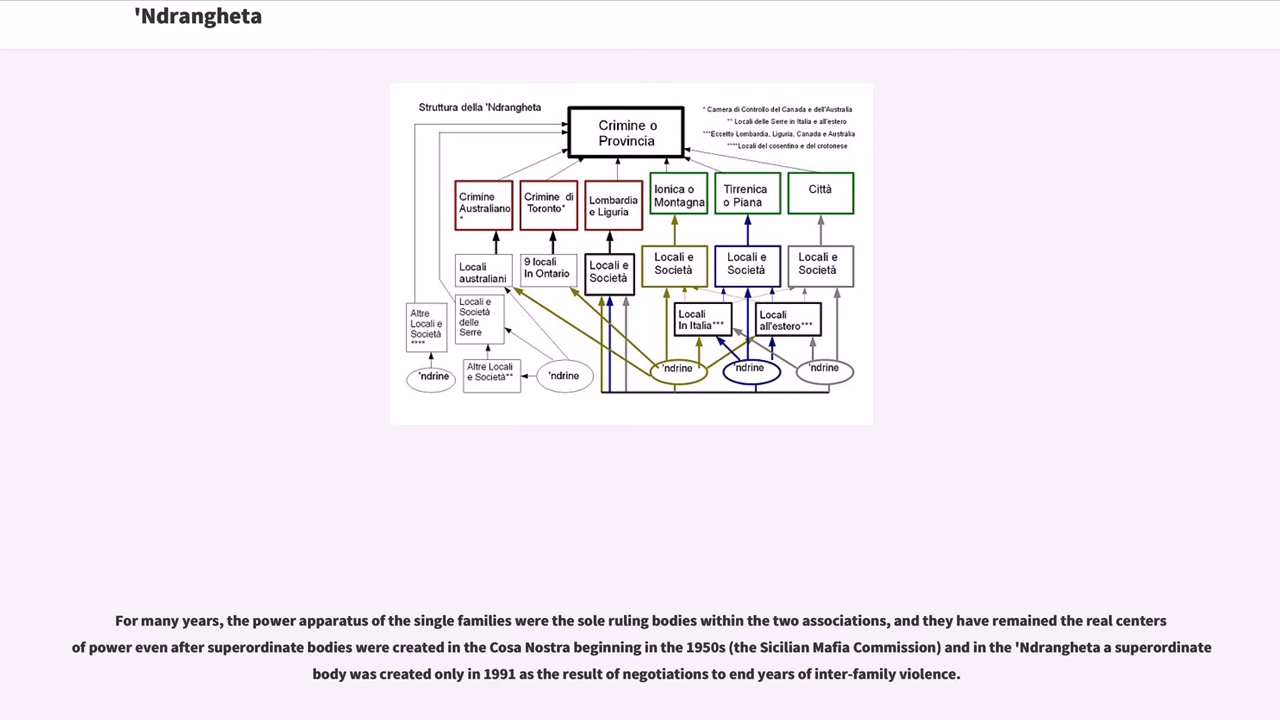 'Ndrangheta
Struttura della 'Ndrangheta
* Camera di Controllo del Canada e dell'Australia
** Locali delle Serre in Italia e all'estero
***Eccetto Lombardia, Liguria, Canada e Australia
****Locali del cosentino e del crotonese
Crimine o
Provincia
Crimine
Australiano
*
Crimine di
Toronto*
Lombardia
e Liguria
Ionica o
Montagna
Tirrenica
o Piana
Città
Locali
australiani
9 locali
In Ontario
Locali e
Società
Locali e
Società
Locali e
Società
Locali e
Società
Altre
Locali e
Società
****
Locali e
Società
delle
Serre
Locali
In Italia***
Locali
all'estero***
'ndrine
Altre Locali
e Società**
'ndrine
'ndrine
'ndrine
'ndrine
For many years, the power apparatus of the single families were the sole ruling bodies within the two associations, and they have remained the real centers
of power even after superordinate bodies were created in the Cosa Nostra beginning in the 1950s (the Sicilian Mafia Commission) and in the 'Ndrangheta a superordinate
body was created only in 1991 as the result of negotiations to end years of inter-family violence.